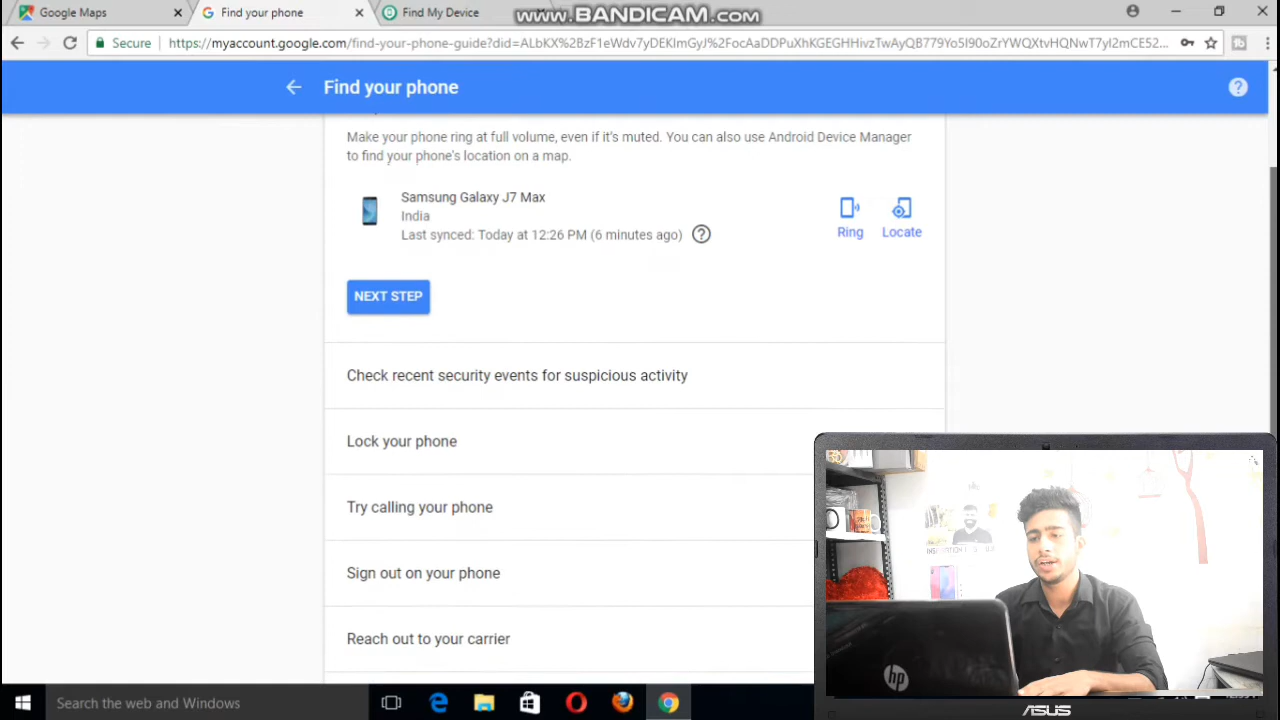 Google Maps
Find your phone
Find My Device
www.BANDICAM.com
Secure
https://myaccount.google.com/find-your-phone-guide?did=ALbKX%2BzF1eWdv7yDEKImGyJ%2FocAaDDPuXhKGEGHHivzTwAyQB779Yo5I90oZrYWQXtvHQNwT7yI2mCE52...
Find your phone
Make your phone ring at full volume, even if it's muted. You can also use Android Device Manager
to find your phone's location on a map.
Samsung Galaxy J7 Max
India
Last synced: Today at 12:26 PM (6 minutes ago)
Ring
Locate
NEXT STEP
Check recent security events for suspicious activity
Lock your phone
Try calling your phone
Sign out on your phone
Reach out to your carrier
Search the web and Windows
hp
ASUS